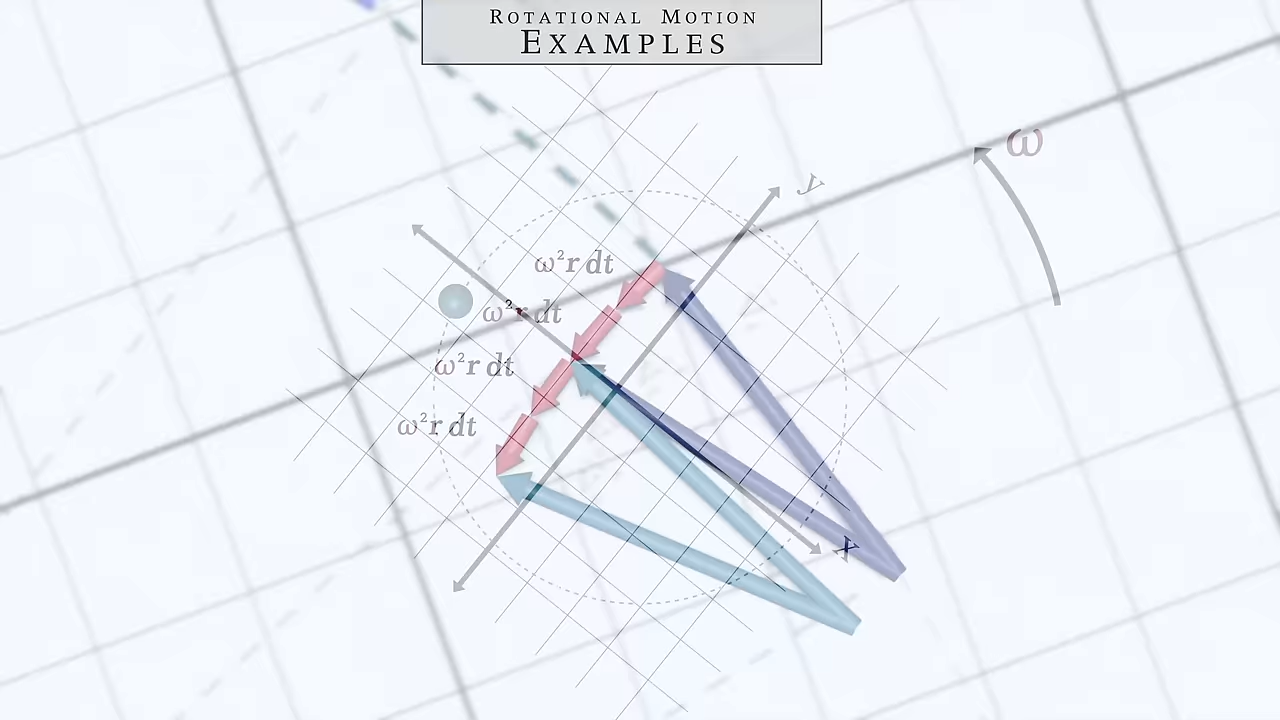 Rotational Motion
Examples
ω
y
ω²r dt
ω²r dt
ω²r dt
ω²r dt
x